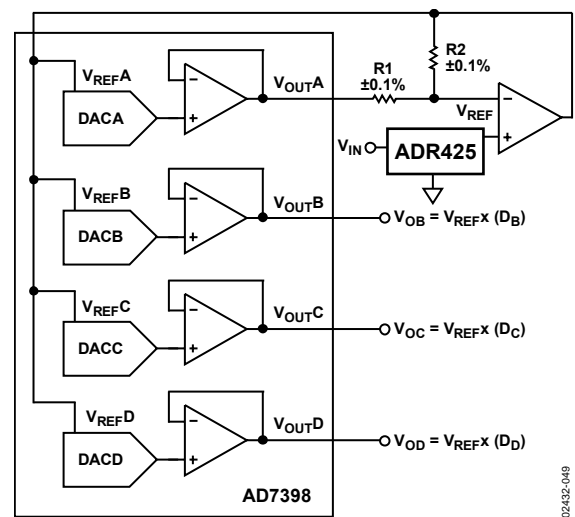 R2
±0.1%
R1
±0.1%
VREFA
DACA
VOUTA
−
+
VREF
−
+
VIN
ADR425
VREFB
DACB
VOUTB
−
+
VOB = VREF x (DB)
VREFC
DACC
VOUTC
−
+
VOC = VREF x (DC)
VREFD
DACD
VOUTD
−
+
VOD = VREF x (DD)
AD7398
02432-049